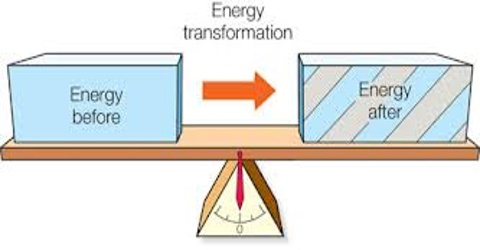 Energy
transformation
Energy
before
Energy
after
0